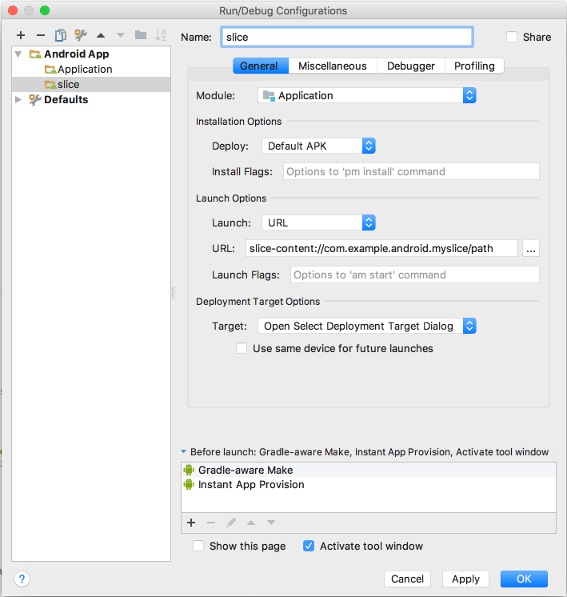 Run/Debug Configurations
Name: slice Share
Android App
Application
slice
Defaults
General Miscellaneous Debugger Profiling
Module: Application
Installation Options
Deploy: Default APK
Install Flags: Options to 'pm install' command
Launch Options
Launch: URL
URL: slice-content://com.example.android.myslice/path ...
Launch Flags: Options to 'am start' command
Deployment Target Options
Target: Open Select Deployment Target Dialog
Use same device for future launches
Before launch: Gradle-aware Make, Instant App Provision, Activate tool window
Gradle-aware Make
Instant App Provision
Show this page Activate tool window
? Cancel Apply OK